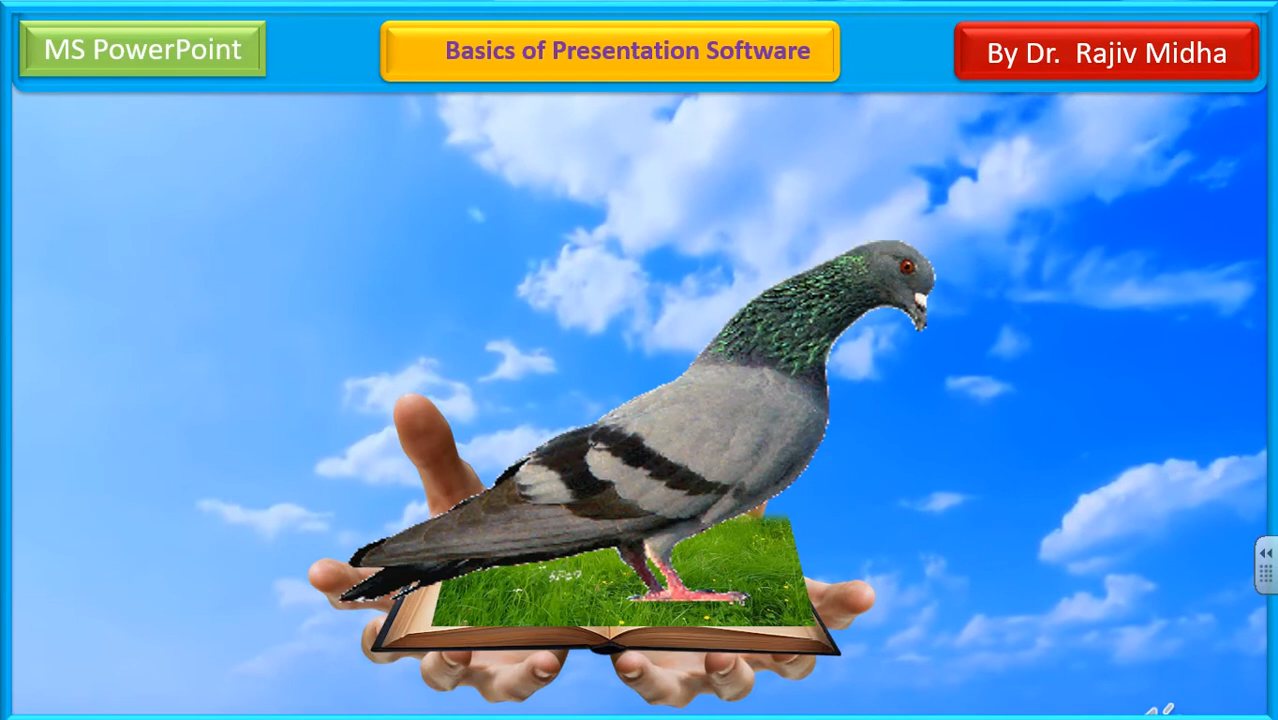 MS PowerPoint
Basics of Presentation Software
By Dr. Rajiv Midha